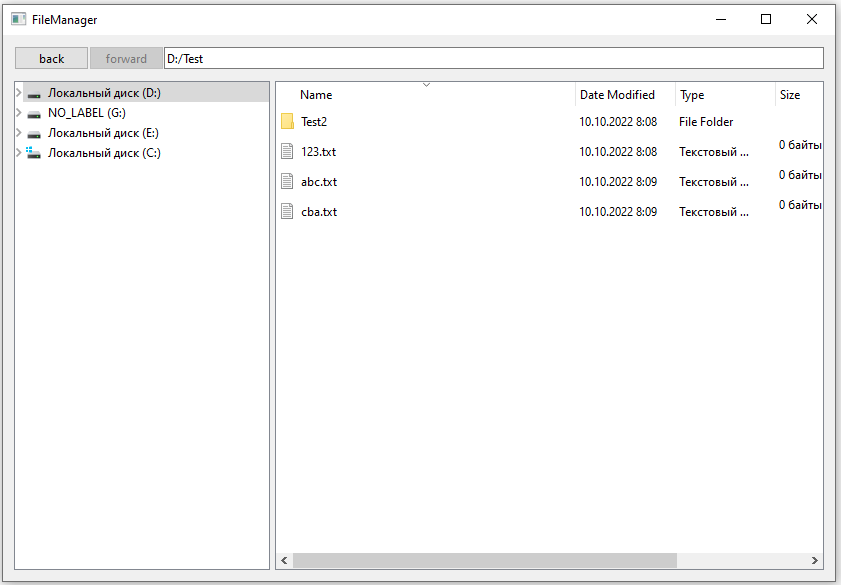 FileManager
back forward D:/Test
Локальный диск (D:)
NO_LABEL (G:)
Локальный диск (E:)
Локальный диск (C:)
Name Date Modified Type Size
Test2 10.10.2022 8:08 File Folder
123.txt 10.10.2022 8:08 Текстовый ... 0 байты
abc.txt 10.10.2022 8:09 Текстовый ... 0 байты
cba.txt 10.10.2022 8:09 Текстовый ... 0 байты